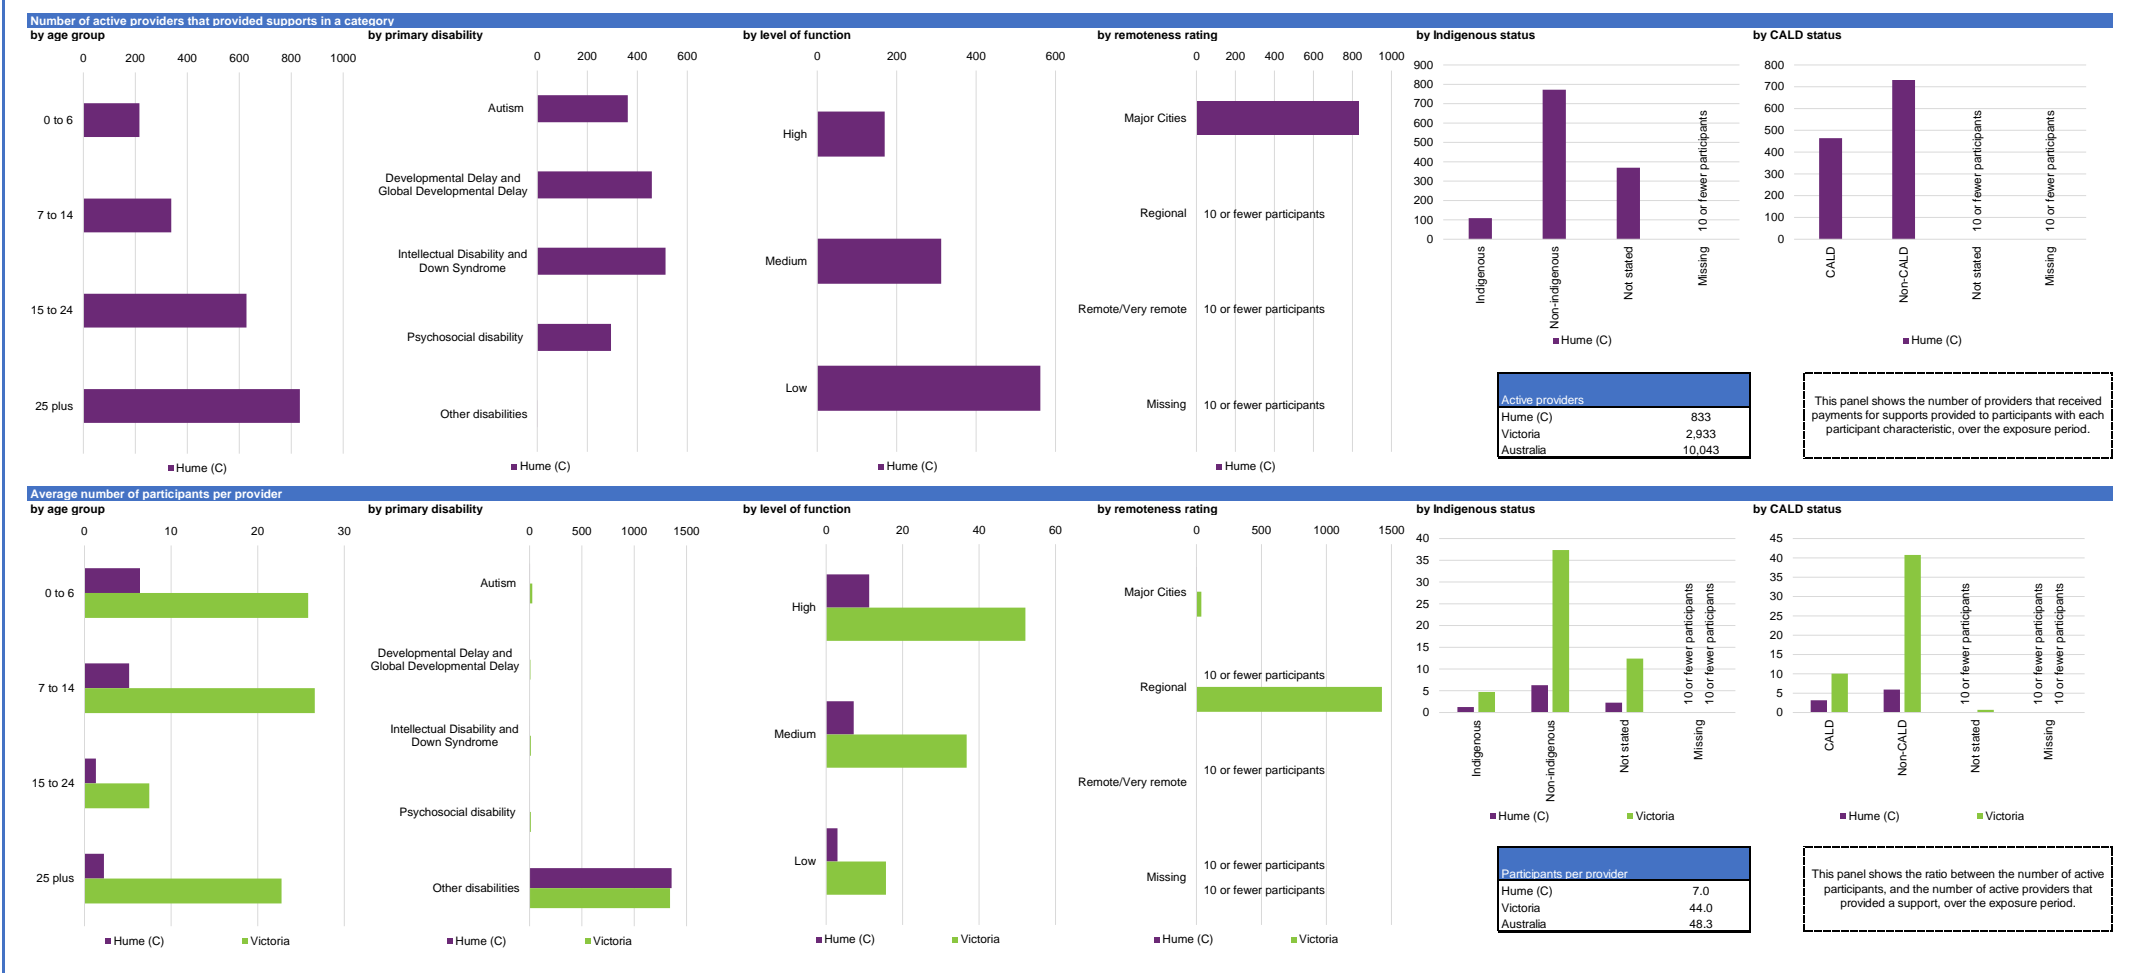 Number of active providers that provided supports in a category
by age group
0 200 400 600 800 1000
0 to 6
7 to 14
15 to 24
25 plus
Hume (C)
by primary disability
0 200 400 600
Autism
Developmental Delay and
Global Developmental Delay
Intellectual Disability and
Down Syndrome
Psychosocial disability
Other disabilities
Hume (C)
by level of function
0 200 400 600
High
Medium
Low
Hume (C)
by remoteness rating
0 200 400 600 800 1000
Major Cities
Regional 10 or fewer participants
Remote/Very remote 10 or fewer participants
Missing 10 or fewer participants
Hume (C)
by Indigenous status
900
800
700
600
500
400
300
200
100
0
10 or fewer participants
Indigenous
Non-indigenous
Not stated
Missing
Hume (C)
by CALD status
800
700
600
500
400
300
200
100
0
10 or fewer participants
10 or fewer participants
CALD
Non-CALD
Not stated
Missing
Hume (C)
Active providers
Hume (C) 833
Victoria 2,933
Australia 10,043
This panel shows the number of providers that received
payments for supports provided to participants with each
participant characteristic, over the exposure period.
Average number of participants per provider
by age group
0 10 20 30
0 to 6
7 to 14
15 to 24
25 plus
Hume (C) Victoria
by primary disability
0 500 1000 1500
Autism
Developmental Delay and
Global Developmental Delay
Intellectual Disability and
Down Syndrome
Psychosocial disability
Other disabilities
Hume (C) Victoria
by level of function
0 20 40 60
High
Medium
Low
Hume (C) Victoria
by remoteness rating
0 500 1000 1500
Major Cities
10 or fewer participants
Regional
10 or fewer participants
Remote/Very remote
10 or fewer participants
Missing
10 or fewer participants
Hume (C) Victoria
by Indigenous status
40
35
30
25
20
15
10
5
0
10 or fewer participants
10 or fewer participants
Indigenous
Non-indigenous
Not stated
Missing
Hume (C) Victoria
by CALD status
45
40
35
30
25
20
15
10
5
0
10 or fewer participants
10 or fewer participants
10 or fewer participants
CALD
Non-CALD
Not stated
Missing
Hume (C) Victoria
Participants per provider
Hume (C) 7.0
Victoria 44.0
Australia 48.3
This panel shows the ratio between the number of active
participants, and the number of active providers that
provided a support, over the exposure period.